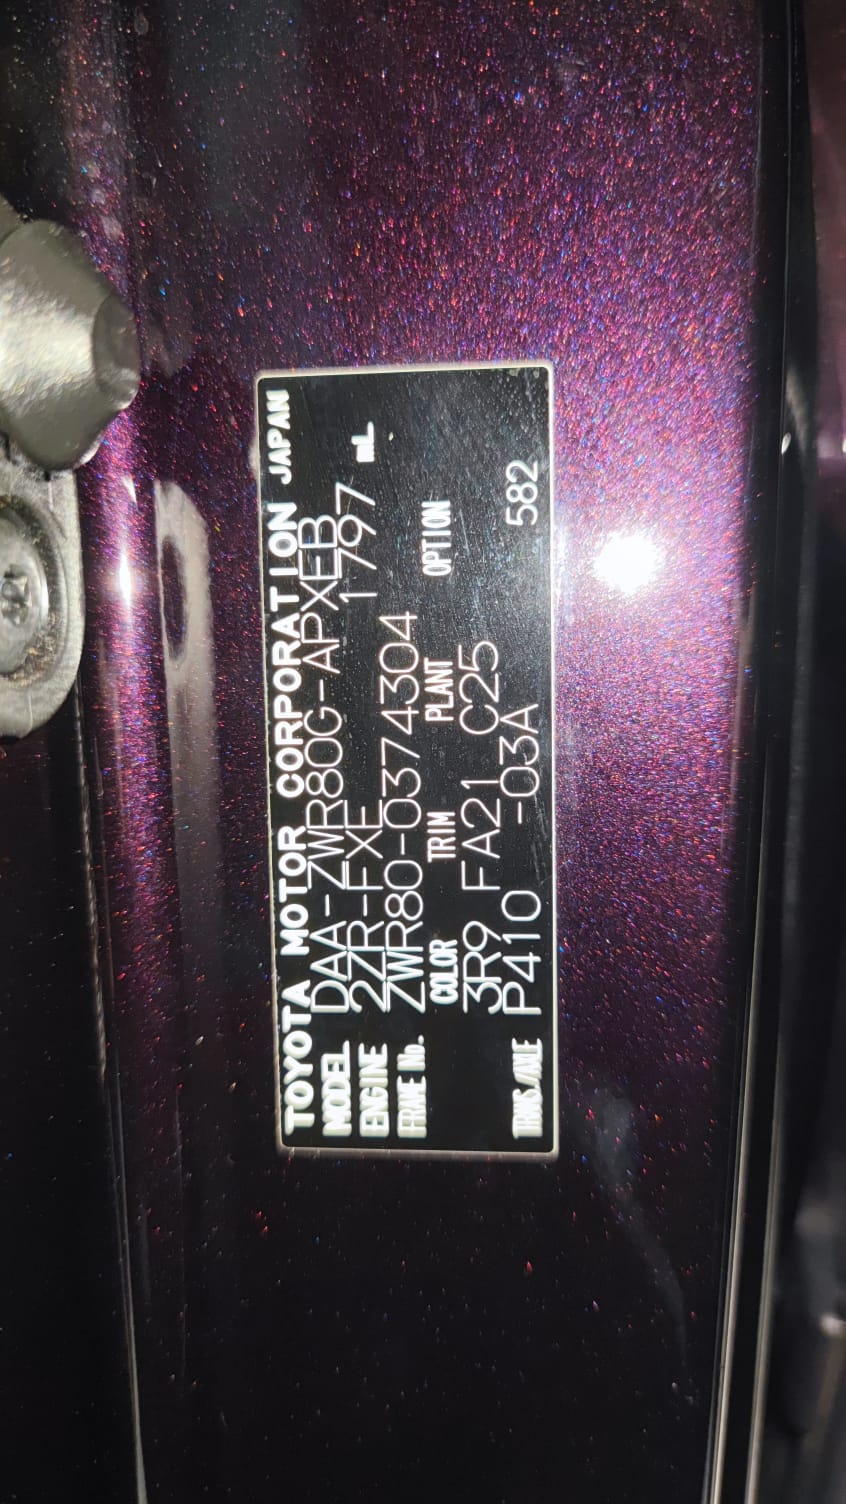 TOYOTA MOTOR CORPORATION JAPAN
MODEL DAA-ZWR80G-APXEB
ENGINE 2ZR-FXE 1797 mL
FRAME No. ZWR80-0374304
COLOR TRIM PLANT OPTION
3R9 FA21 C25
TRANS./AXLE P410 -03A 582